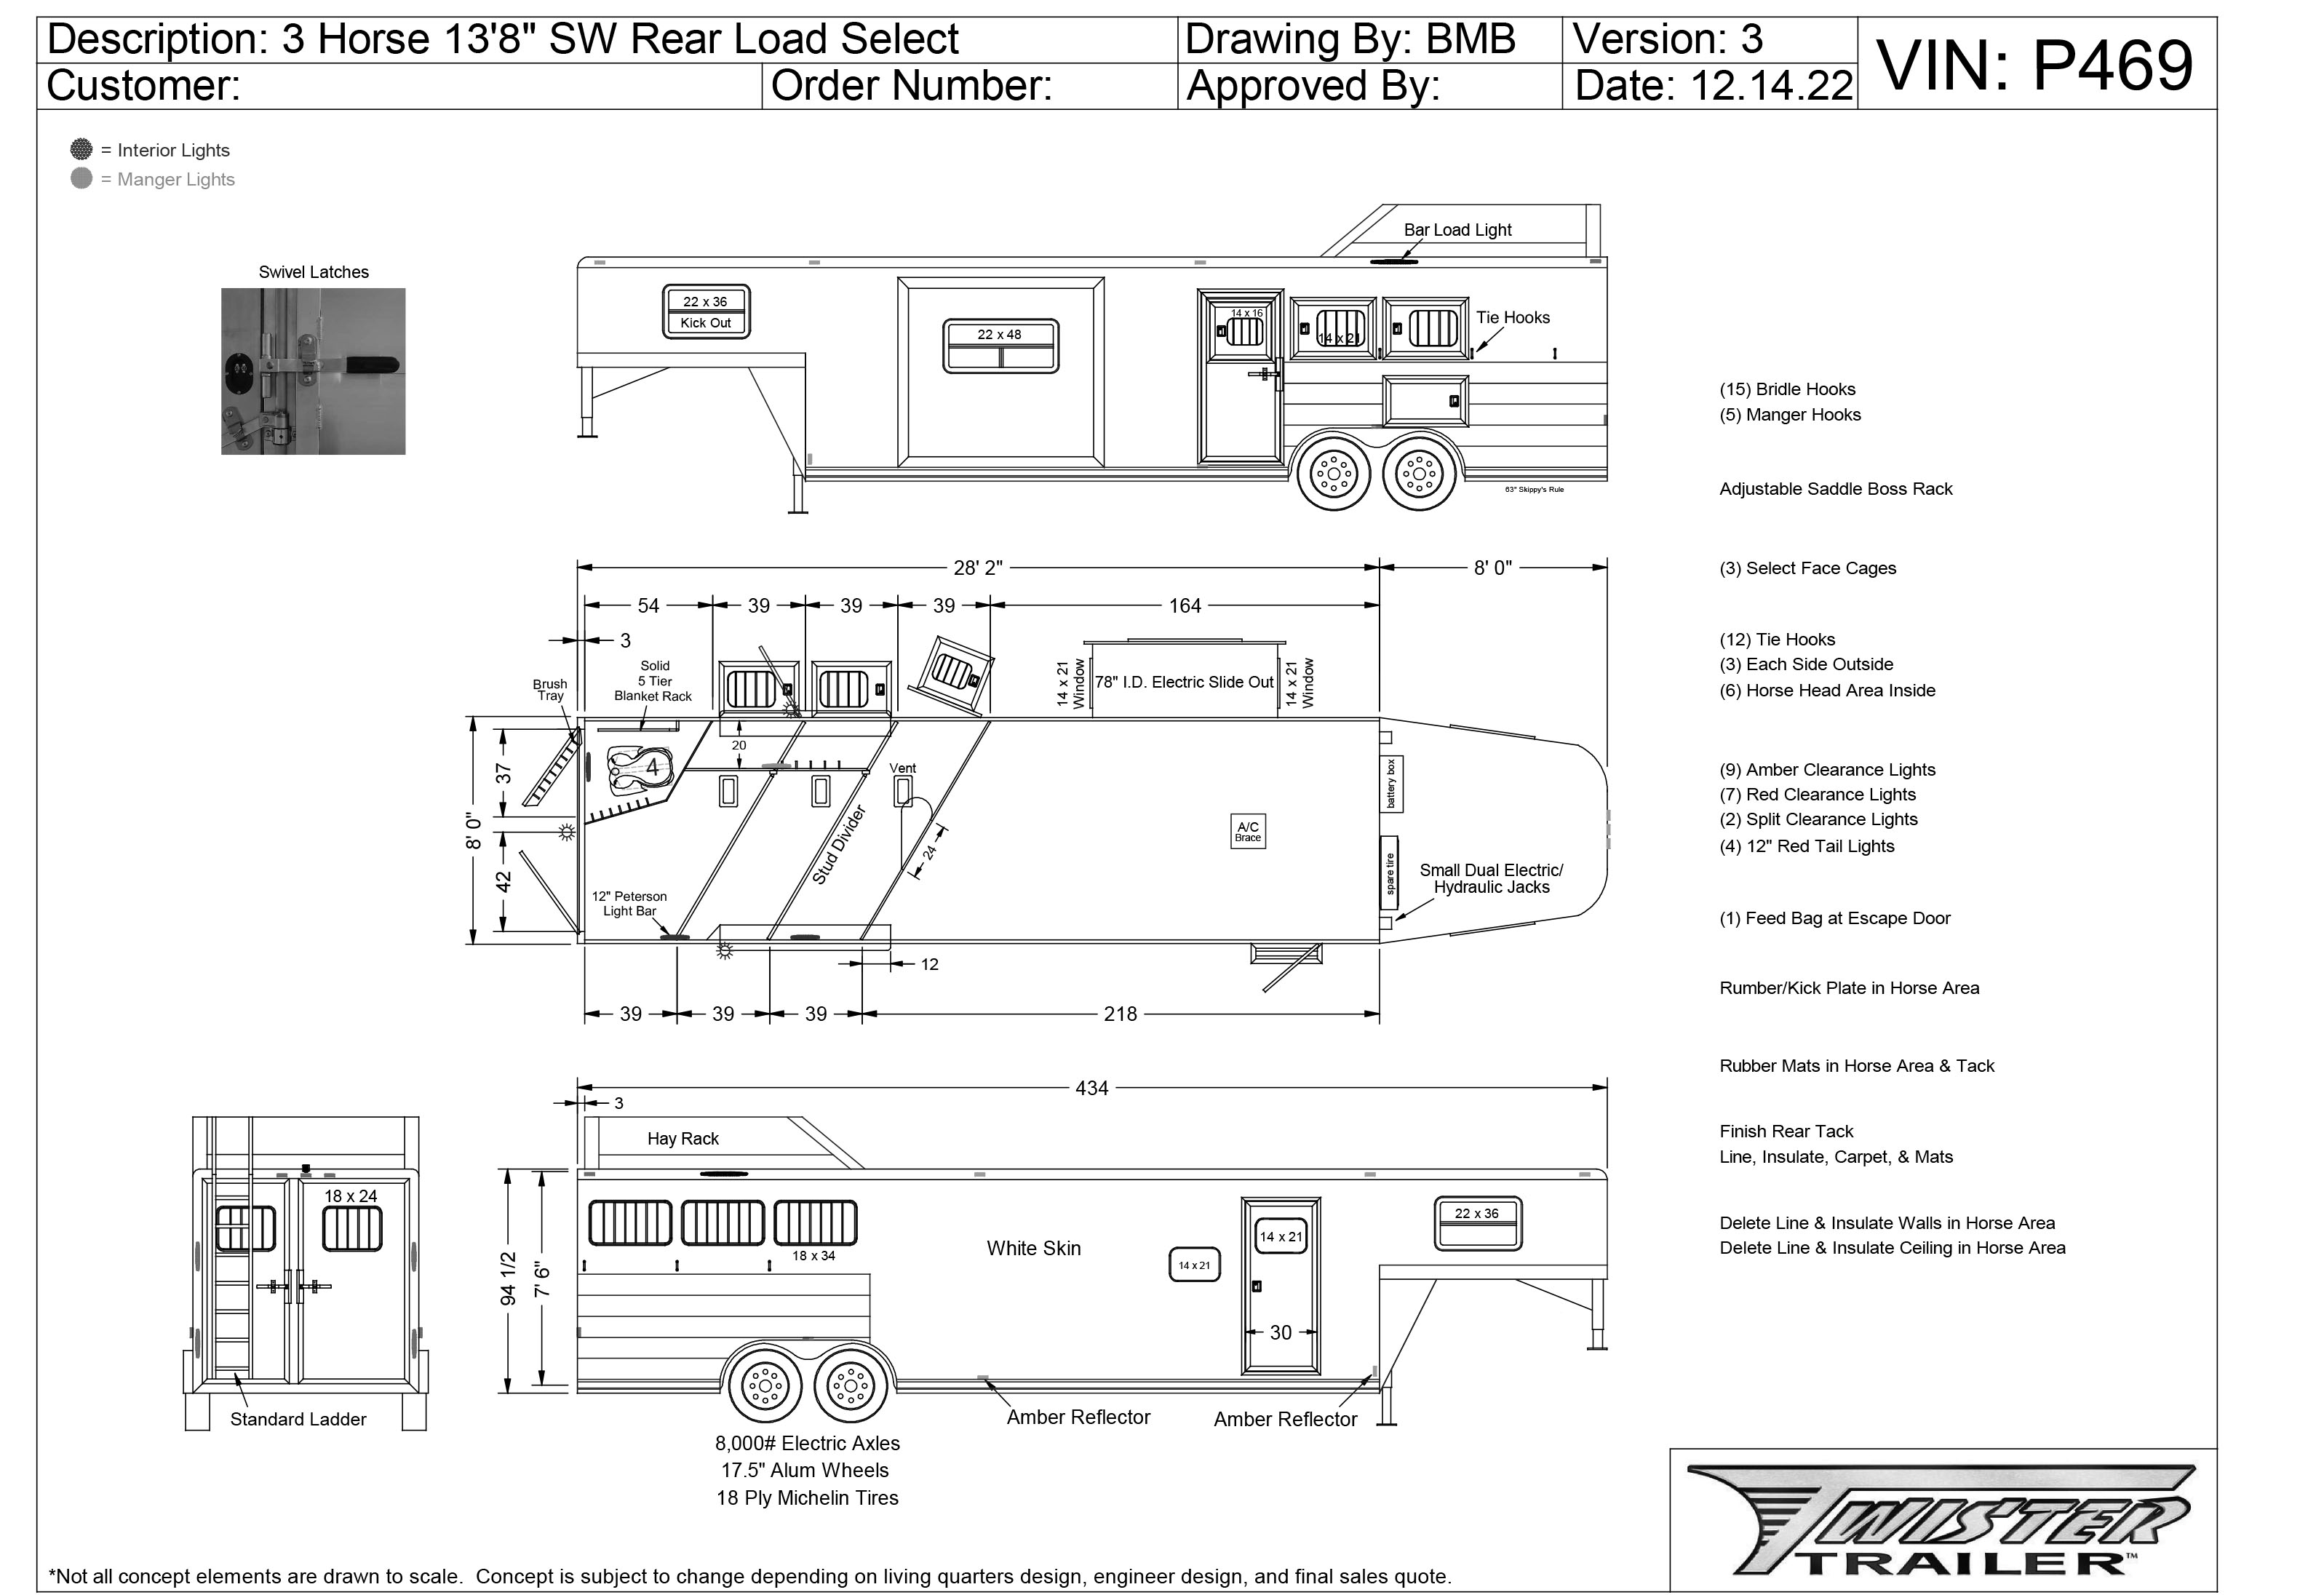 Description: 3 Horse 13'8" SW Rear Load Select
Drawing By: BMB
Version: 3
VIN: P469
Customer:
Order Number:
Approved By:
Date: 12.14.22
= Interior Lights
= Manger Lights
Swivel Latches
Bar Load Light
22 x 36
Kick Out
22 x 48
14 x 16
14 x 21
Tie Hooks
63" Skippy's Rule
(15) Bridle Hooks
(5) Manger Hooks
Adjustable Saddle Boss Rack
(3) Select Face Cages
(12) Tie Hooks
(3) Each Side Outside
(6) Horse Head Area Inside
(9) Amber Clearance Lights
(7) Red Clearance Lights
(2) Split Clearance Lights
(4) 12" Red Tail Lights
(1) Feed Bag at Escape Door
Rumber/Kick Plate in Horse Area
Rubber Mats in Horse Area & Tack
Finish Rear Tack
Line, Insulate, Carpet, & Mats
Delete Line & Insulate Walls in Horse Area
Delete Line & Insulate Ceiling in Horse Area
28' 2"
8' 0"
54
39
39
39
164
3
Solid
5 Tier
Blanket Rack
Brush
Tray
14 x 21
Window
78" I.D. Electric Slide Out
14 x 21
Window
20
4
Vent
37
8' 0"
42
Stud Divider
24
A/C
Brace
battery box
spare tire
Small Dual Electric/
Hydraulic Jacks
12" Peterson
Light Bar
12
39
39
39
218
434
3
Hay Rack
18 x 24
94 1/2
7' 6"
18 x 34
White Skin
14 x 21
14 x 21
22 x 36
30
Standard Ladder
Amber Reflector
Amber Reflector
8,000# Electric Axles
17.5" Alum Wheels
18 Ply Michelin Tires
TWISTER
TRAILER™
*Not all concept elements are drawn to scale. Concept is subject to change depending on living quarters design, engineer design, and final sales quote.